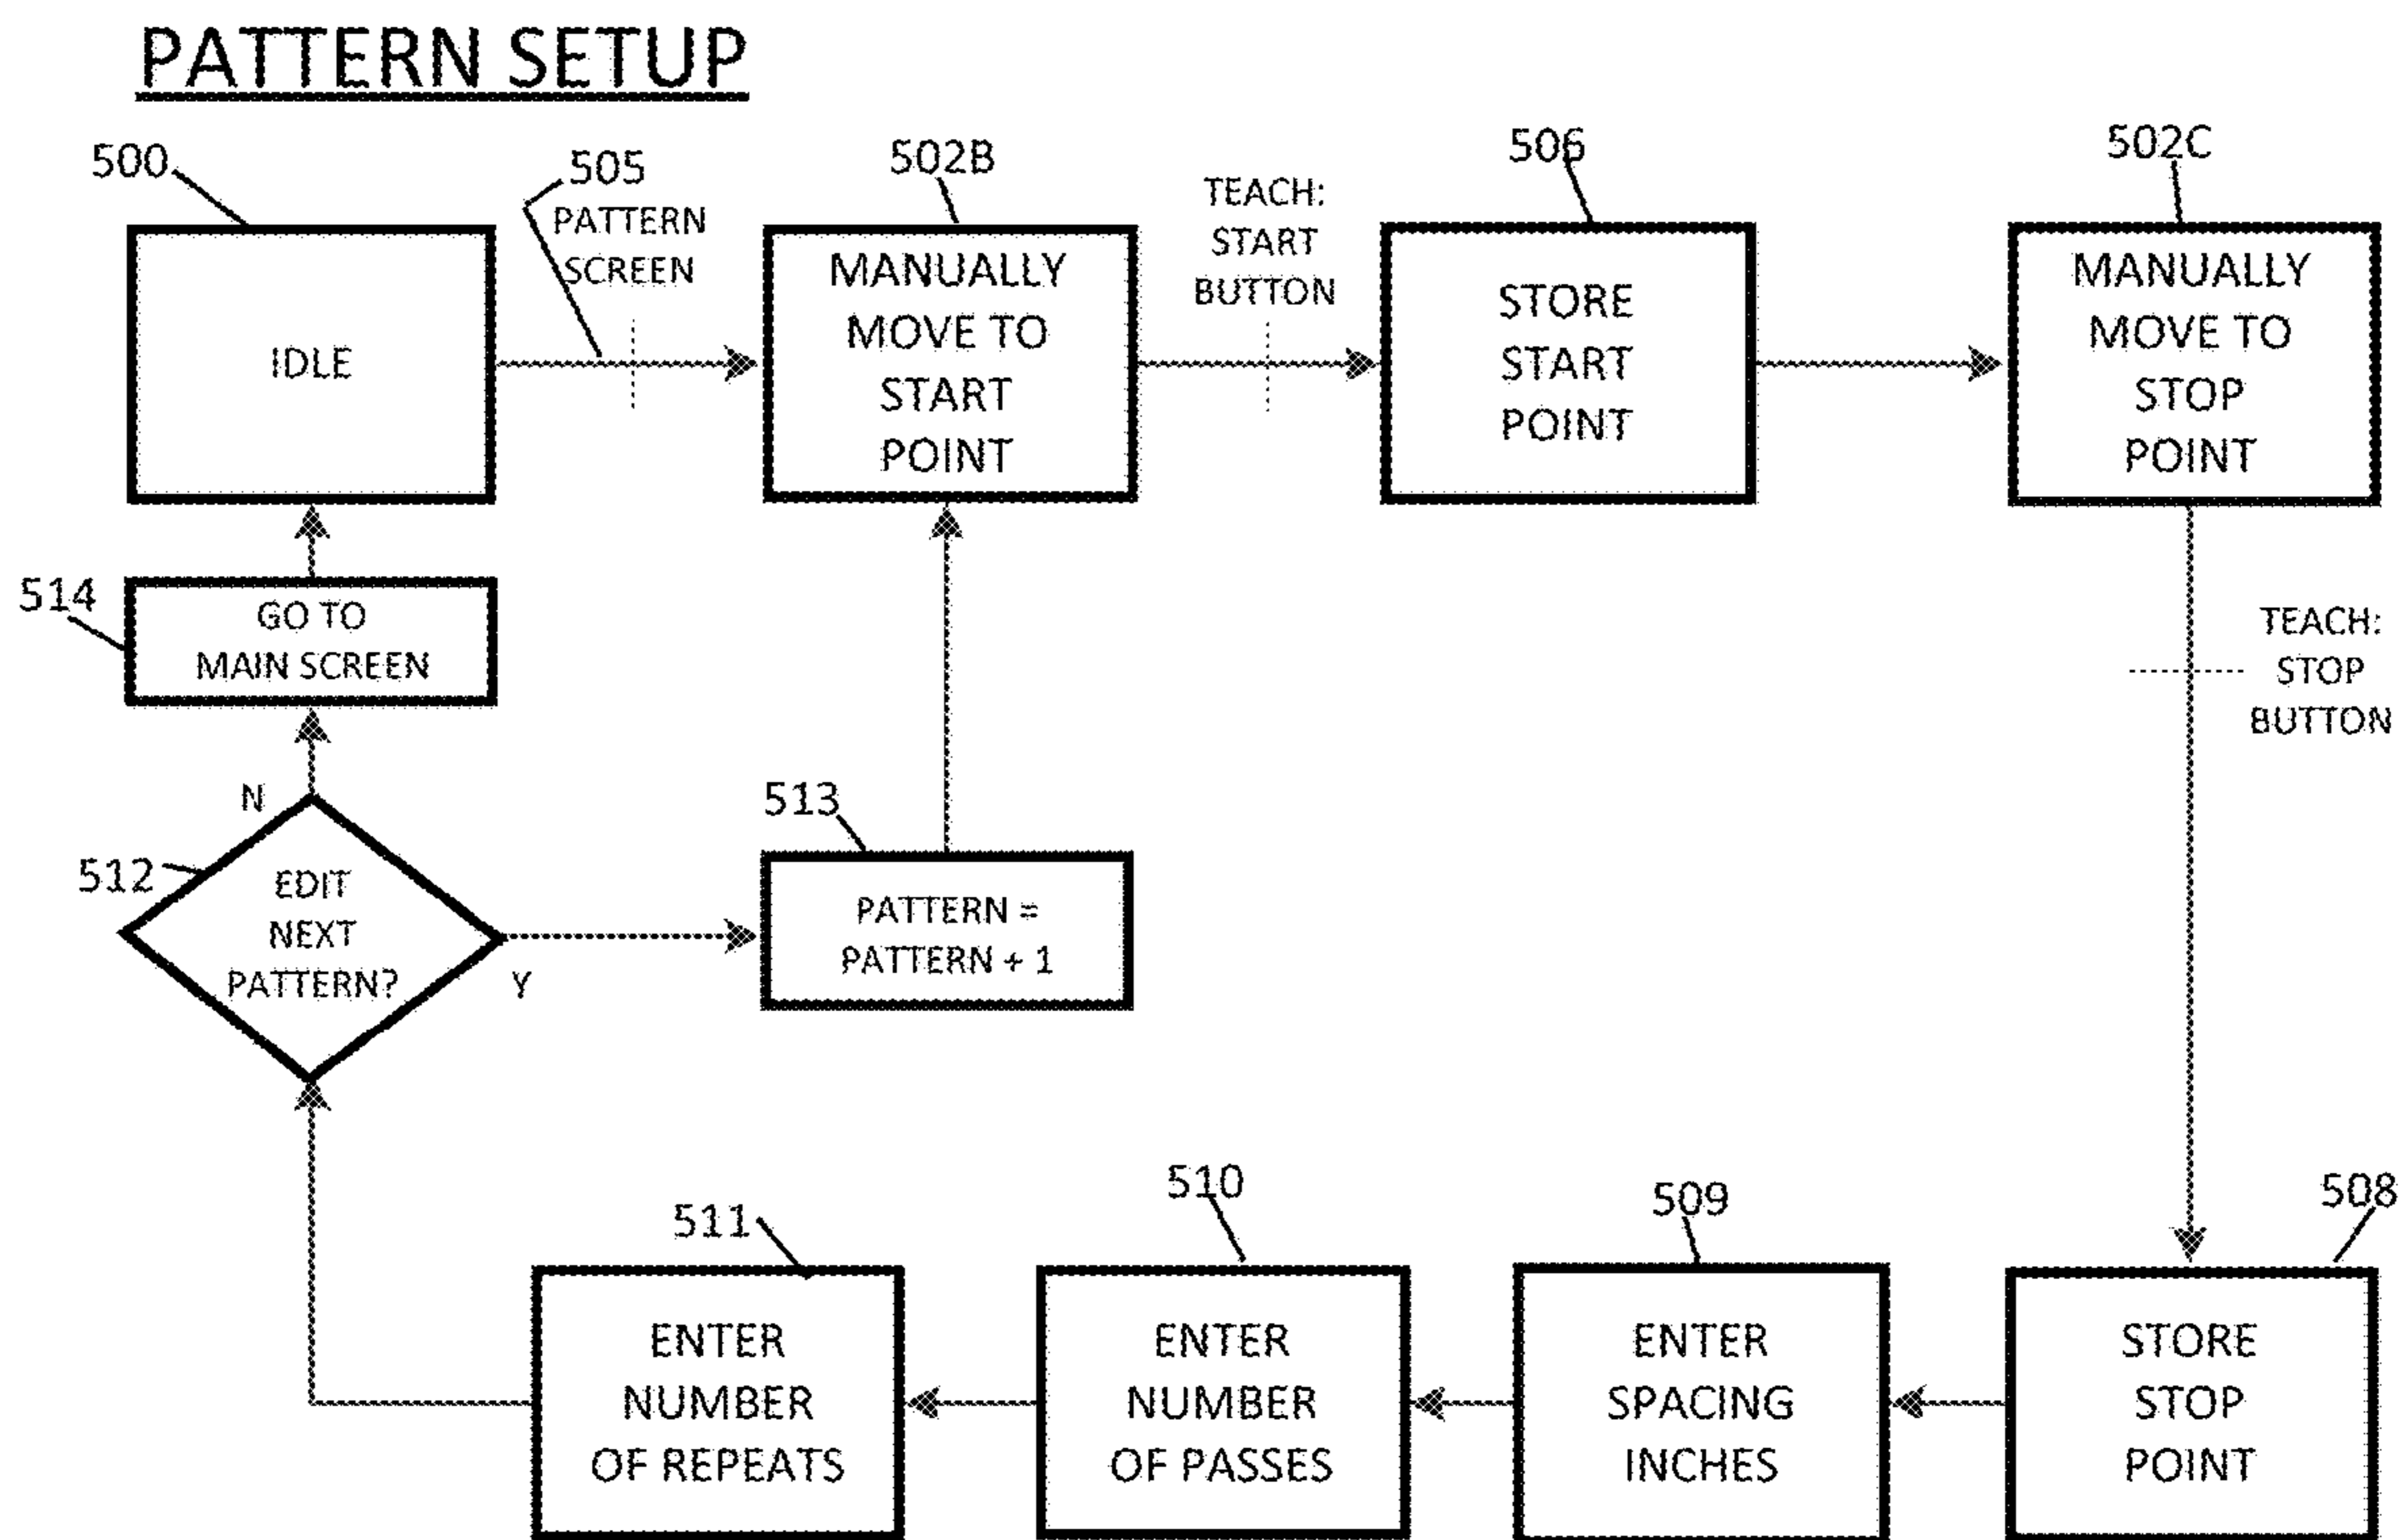 PATTERN SETUP
500
505
PATTERN
SCREEN
502B
TEACH:
START
BUTTON
506
502C
IDLE
MANUALLY
MOVE TO
START
POINT
STORE
START
POINT
MANUALLY
MOVE TO
STOP
POINT
514
GO TO
MAIN SCREEN
TEACH:
STOP
BUTTON
N
512
EDIT
NEXT
PATTERN?
Y
513
PATTERN =
PATTERN + 1
511
510
509
508
ENTER
NUMBER
OF REPEATS
ENTER
NUMBER
OF PASSES
ENTER
SPACING
INCHES
STORE
STOP
POINT